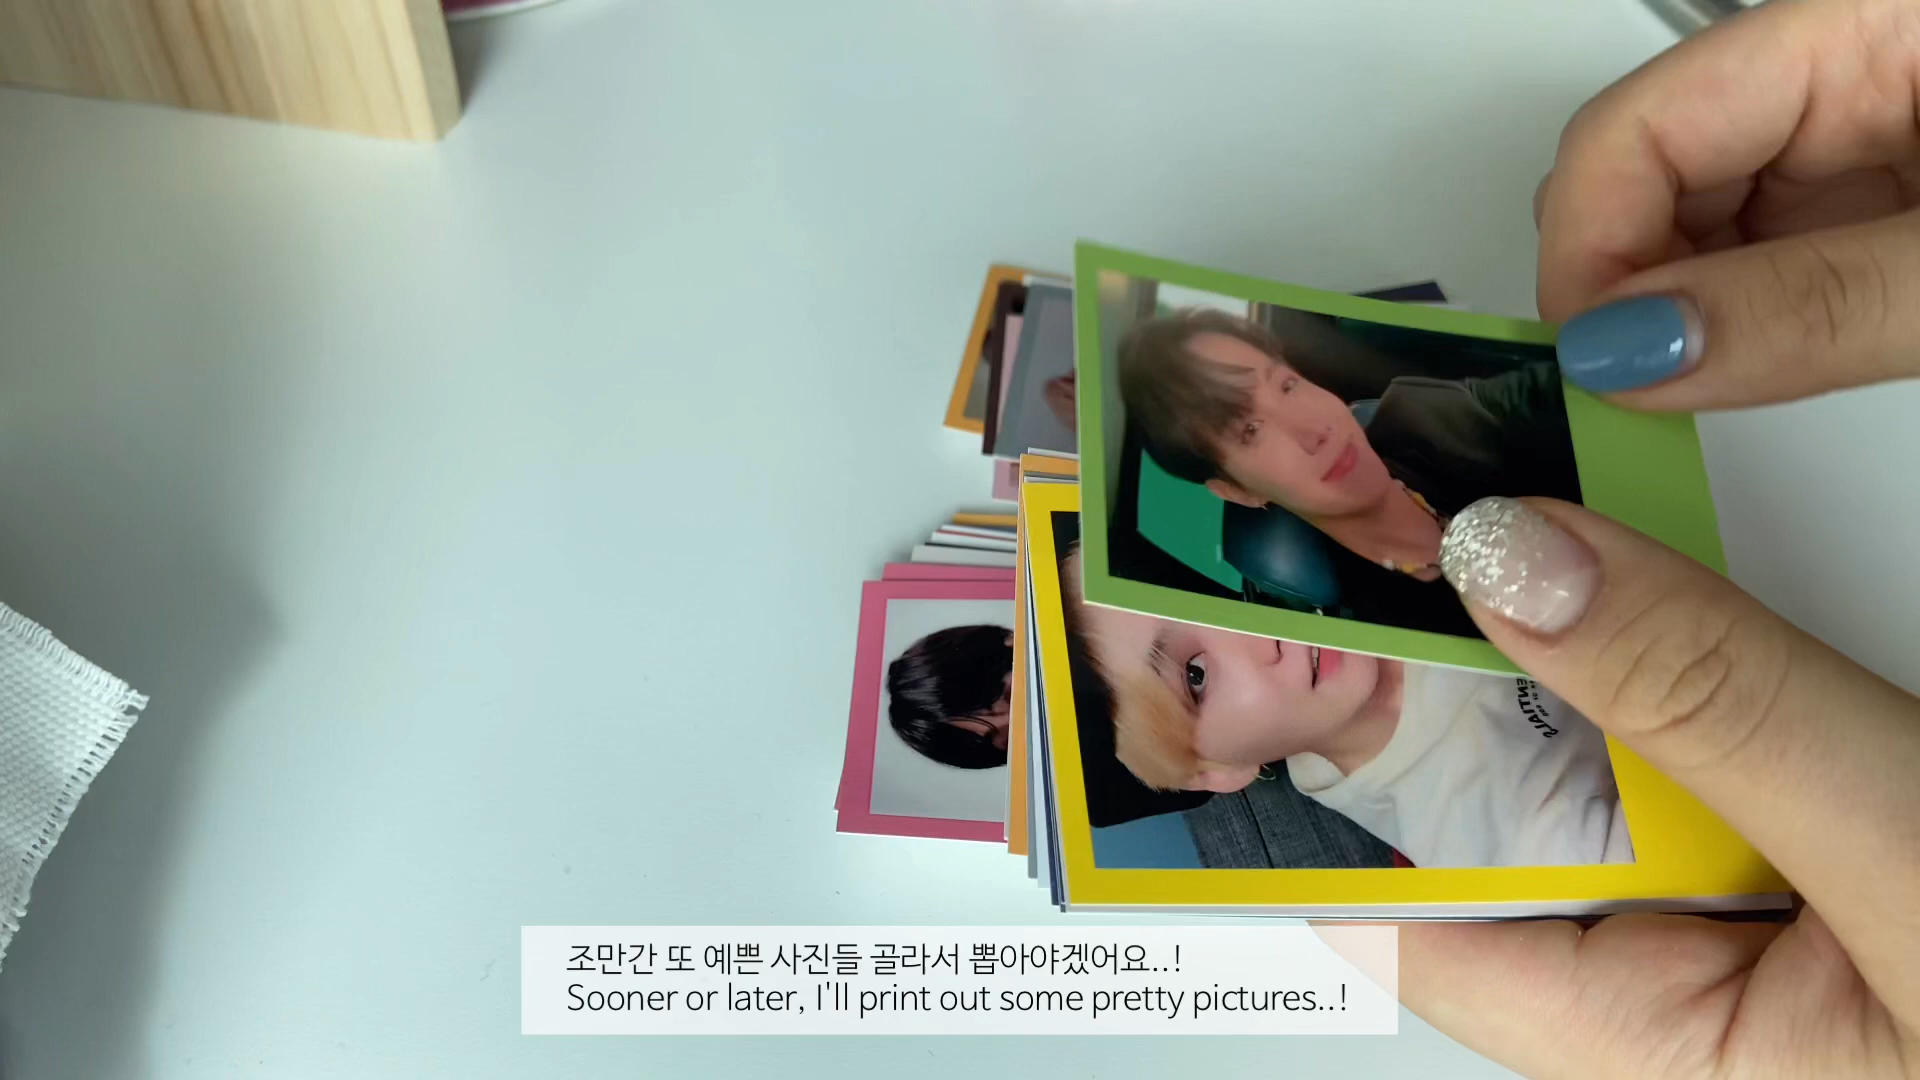 조만간 또 예쁜 사진들 골라서 뽑아야겠어요..!
Sooner or later, I'll print out some pretty pictures..!